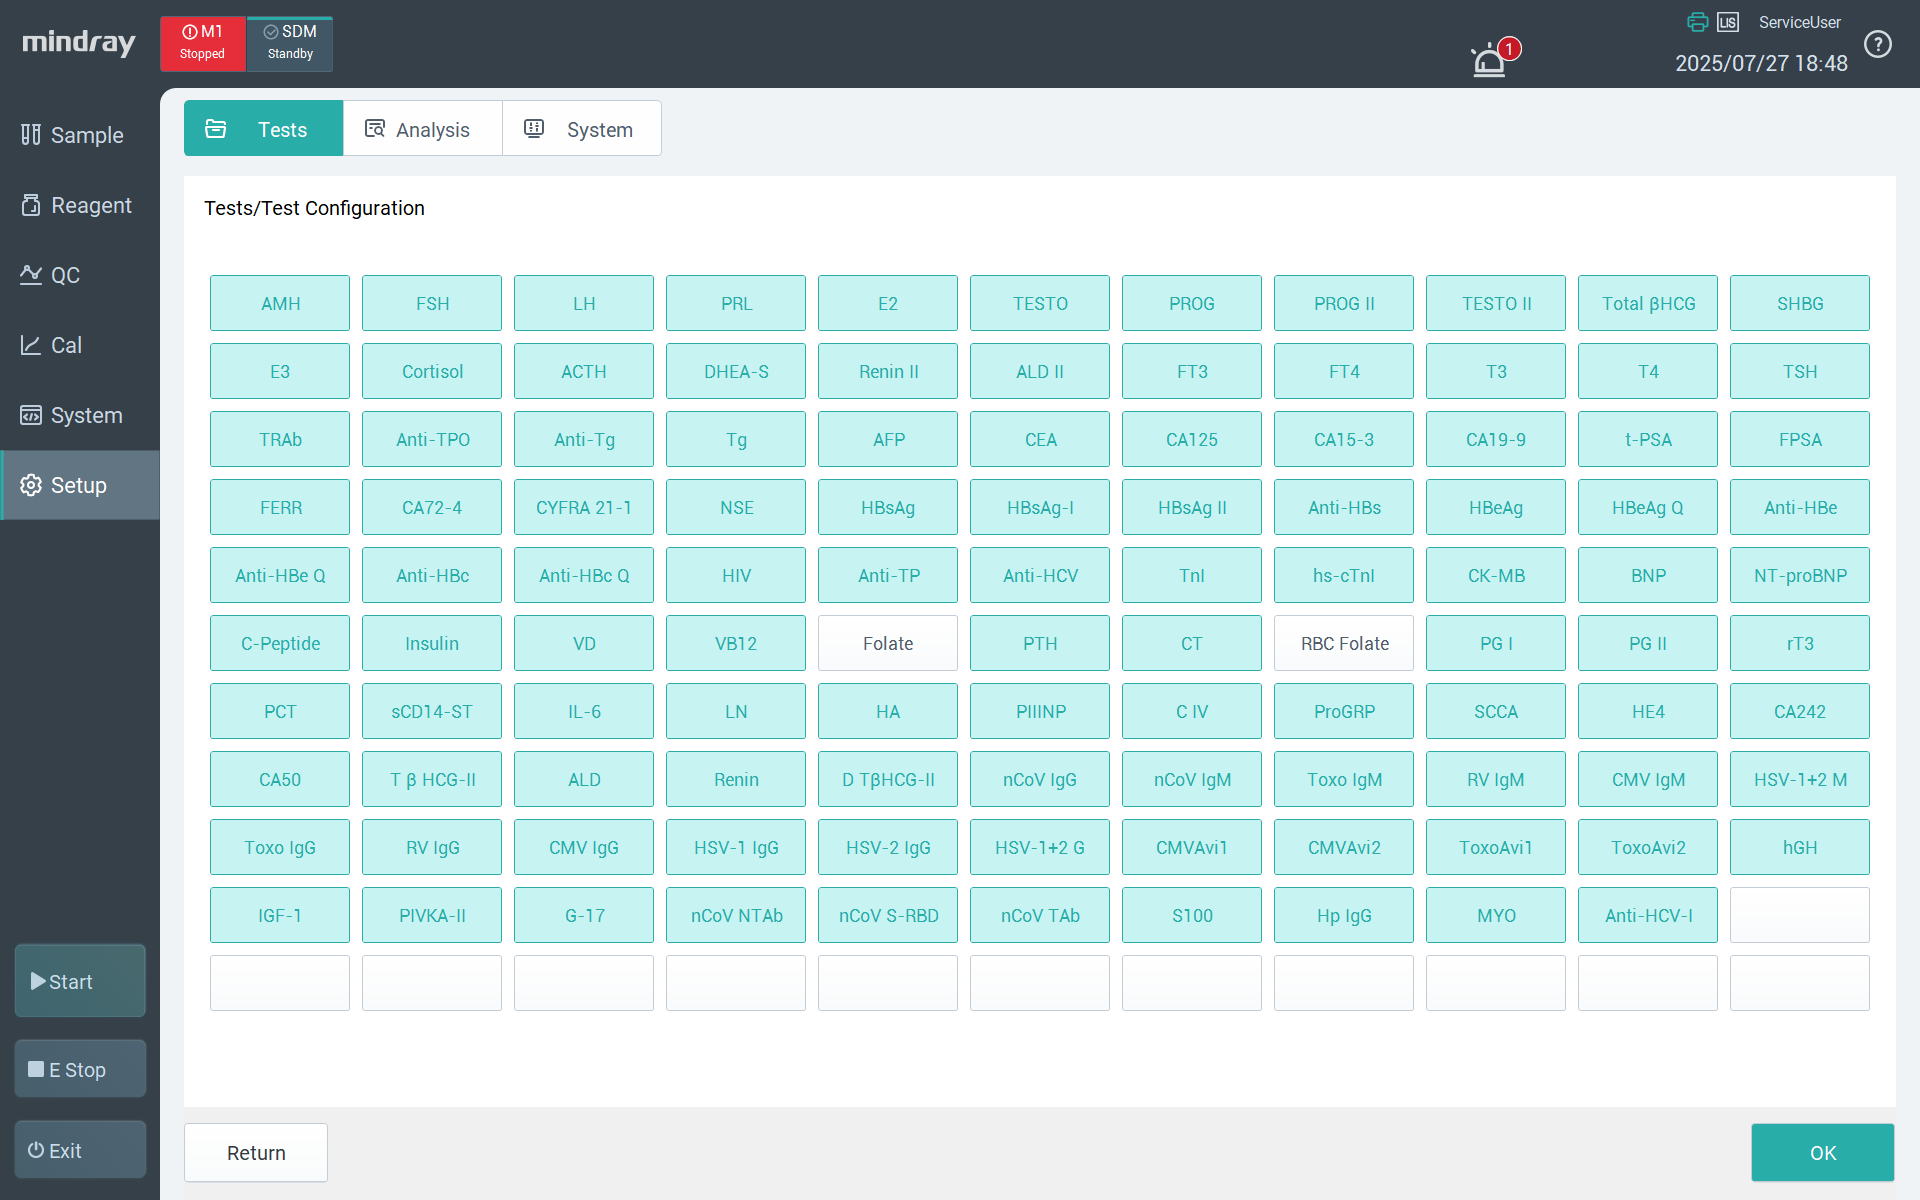 mindray
M1
Stopped
SDM
Standby
1
LIS
ServiceUser
2025/07/27 18:48
?
Sample
Reagent
QC
Cal
System
Setup
Start
E Stop
Exit
Tests
Analysis
System
Tests/Test Configuration
AMH FSH LH PRL E2 TESTO PROG PROG II TESTO II Total βHCG SHBG
E3 Cortisol ACTH DHEA-S Renin II ALD II FT3 FT4 T3 T4 TSH
TRAb Anti-TPO Anti-Tg Tg AFP CEA CA125 CA15-3 CA19-9 t-PSA FPSA
FERR CA72-4 CYFRA 21-1 NSE HBsAg HBsAg-I HBsAg II Anti-HBs HBeAg HBeAg Q Anti-HBe
Anti-HBe Q Anti-HBc Anti-HBc Q HIV Anti-TP Anti-HCV TnI hs-cTnI CK-MB BNP NT-proBNP
C-Peptide Insulin VD VB12 Folate PTH CT RBC Folate PG I PG II rT3
PCT sCD14-ST IL-6 LN HA PIIINP C IV ProGRP SCCA HE4 CA242
CA50 T β HCG-II ALD Renin D TβHCG-II nCoV IgG nCoV IgM Toxo IgM RV IgM CMV IgM HSV-1+2 M
Toxo IgG RV IgG CMV IgG HSV-1 IgG HSV-2 IgG HSV-1+2 G CMVAvi1 CMVAvi2 ToxoAvi1 ToxoAvi2 hGH
IGF-1 PIVKA-II G-17 nCoV NTAb nCoV S-RBD nCoV TAb S100 Hp IgG MYO Anti-HCV-I
Return
OK